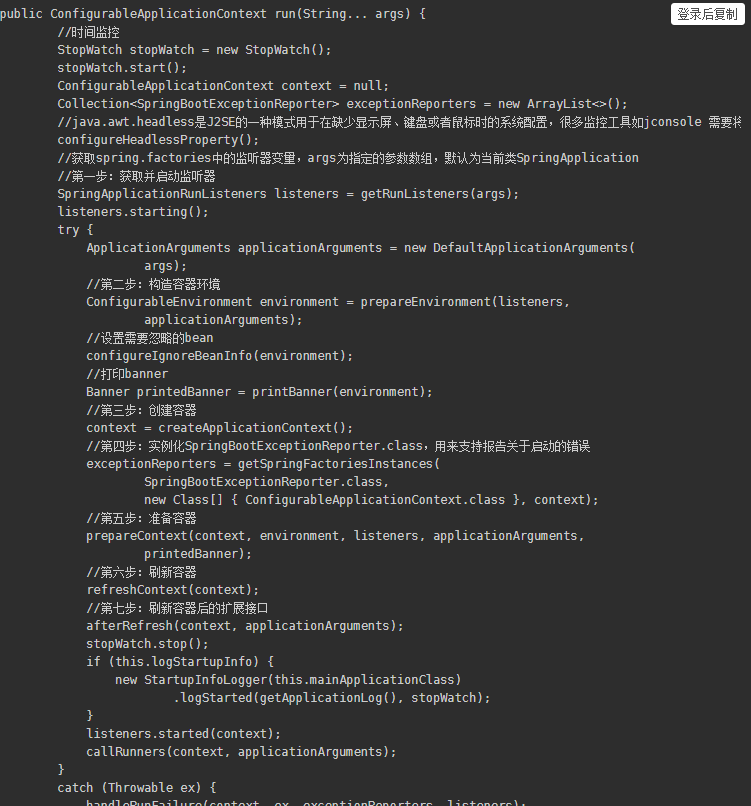 public ConfigurableApplicationContext run(String... args) {
登录后复制
//时间监控
StopWatch stopWatch = new StopWatch();
stopWatch.start();
ConfigurableApplicationContext context = null;
Collection<SpringBootExceptionReporter> exceptionReporters = new ArrayList<>();
//java.awt.headless是J2SE的一种模式用于在缺少显示屏、键盘或者鼠标时的系统配置，很多监控工具如jconsole 需要将
configureHeadlessProperty();
//获取spring.factories中的监听器变量，args为指定的参数数组，默认为当前类SpringApplication
//第一步：获取并启动监听器
SpringApplicationRunListeners listeners = getRunListeners(args);
listeners.starting();
try {
ApplicationArguments applicationArguments = new DefaultApplicationArguments(
args);
//第二步：构造容器环境
ConfigurableEnvironment environment = prepareEnvironment(listeners,
applicationArguments);
//设置需要忽略的bean
configureIgnoreBeanInfo(environment);
//打印banner
Banner printedBanner = printBanner(environment);
//第三步：创建容器
context = createApplicationContext();
//第四步：实例化SpringBootExceptionReporter.class，用来支持报告关于启动的错误
exceptionReporters = getSpringFactoriesInstances(
SpringBootExceptionReporter.class,
new Class[] { ConfigurableApplicationContext.class }, context);
//第五步：准备容器
prepareContext(context, environment, listeners, applicationArguments,
printedBanner);
//第六步：刷新容器
refreshContext(context);
//第七步：刷新容器后的扩展接口
afterRefresh(context, applicationArguments);
stopWatch.stop();
if (this.logStartupInfo) {
new StartupInfoLogger(this.mainApplicationClass)
.logStarted(getApplicationLog(), stopWatch);
}
listeners.started(context);
callRunners(context, applicationArguments);
}
catch (Throwable ex) {
handleRunFailure(context, ex, exceptionReporters, listeners);